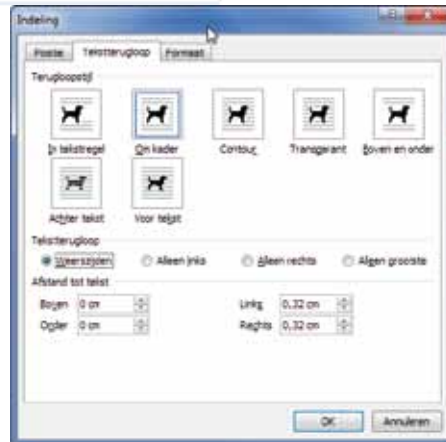 Indeling
Positie Tekstterugloop Formaat
Terugloopstijl
In tekstregel Om kader Contour Transparant Boven en onder
Achter tekst Voor tekst
Tekstterugloop
Weerszijden Alleen links Alleen rechts Alleen grootste
Afstand tot tekst
Boven 0 cm Links 0,32 cm
Onder 0 cm Rechts 0,32 cm
OK Annuleren